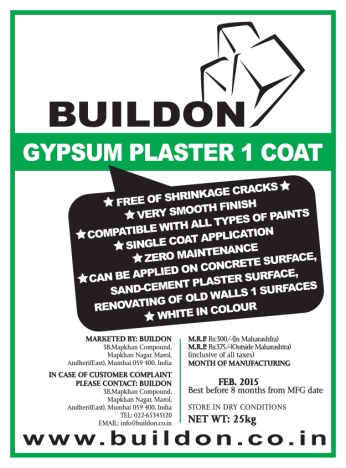 BUILDON
GYPSUM PLASTER 1 COAT
★ FREE OF SHRINKAGE CRACKS ★
★ VERY SMOOTH FINISH
★ COMPATIBLE WITH ALL TYPES OF PAINTS
★ SINGLE COAT APPLICATION
★ ZERO MAINTENANCE
★ CAN BE APPLIED ON CONCRETE SURFACE,
SAND-CEMENT PLASTER SURFACE,
RENOVATING OF OLD WALLS 1 SURFACES
★ WHITE IN COLOUR
MARKETED BY: BUILDON
3B,Mapkhan Compound,
Mapkhan Nagar, Marol,
Andheri(East), Mumbai 059 400, India
IN CASE OF CUSTOMER COMPLAINT
PLEASE CONTACT: BUILDON
3B,Mapkhan Compound,
Mapkhan Nagar, Marol,
Andheri(East), Mumbai 059 400, India
TEL: 022-65345120
EMAIL: info@buildon.co.in
M.R.P. Rs:300/-(In Maharashfra)
M.R.P. Rs:375/-(Outside Maharashtra)
(inclusive of all taxes)
MONTH OF MANUFACTURING
FEB. 2015
Best before 8 months from MFG date
STORE IN DRY CONDITIONS
NET WT: 25kg
www.buildon.co.in